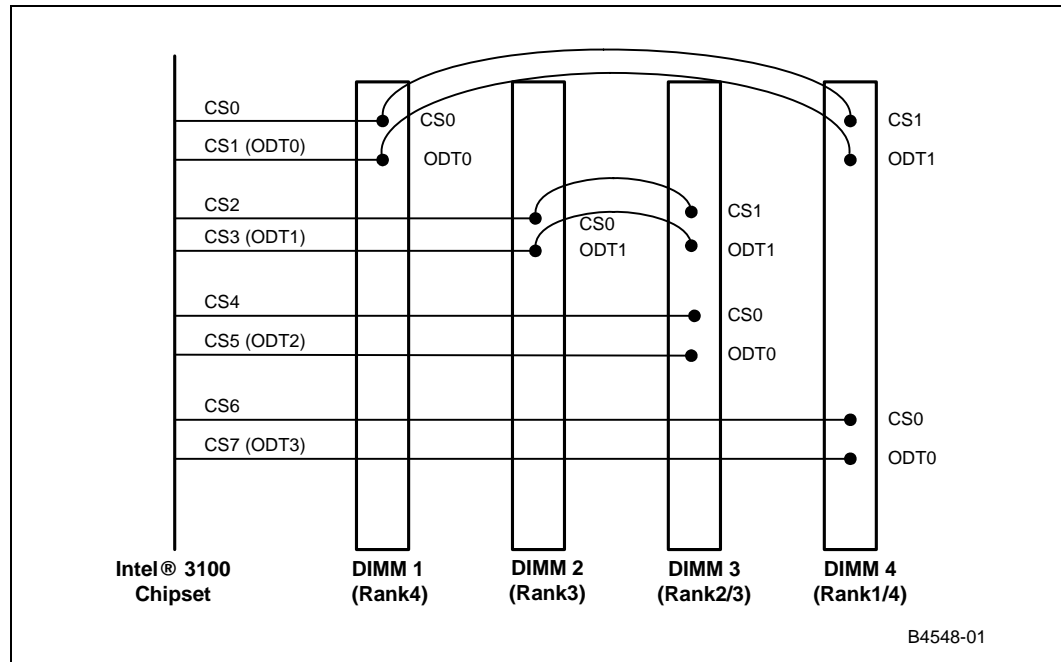 CS0
CS0
CS1
CS1 (ODT0)
ODT0
ODT1
CS2
CS0
CS1
CS3 (ODT1)
ODT1
ODT1
CS4
CS0
CS5 (ODT2)
ODT0
CS6
CS0
CS7 (ODT3)
ODT0
Intel® 3100
Chipset
DIMM 1
(Rank4)
DIMM 2
(Rank3)
DIMM 3
(Rank2/3)
DIMM 4
(Rank1/4)
B4548-01